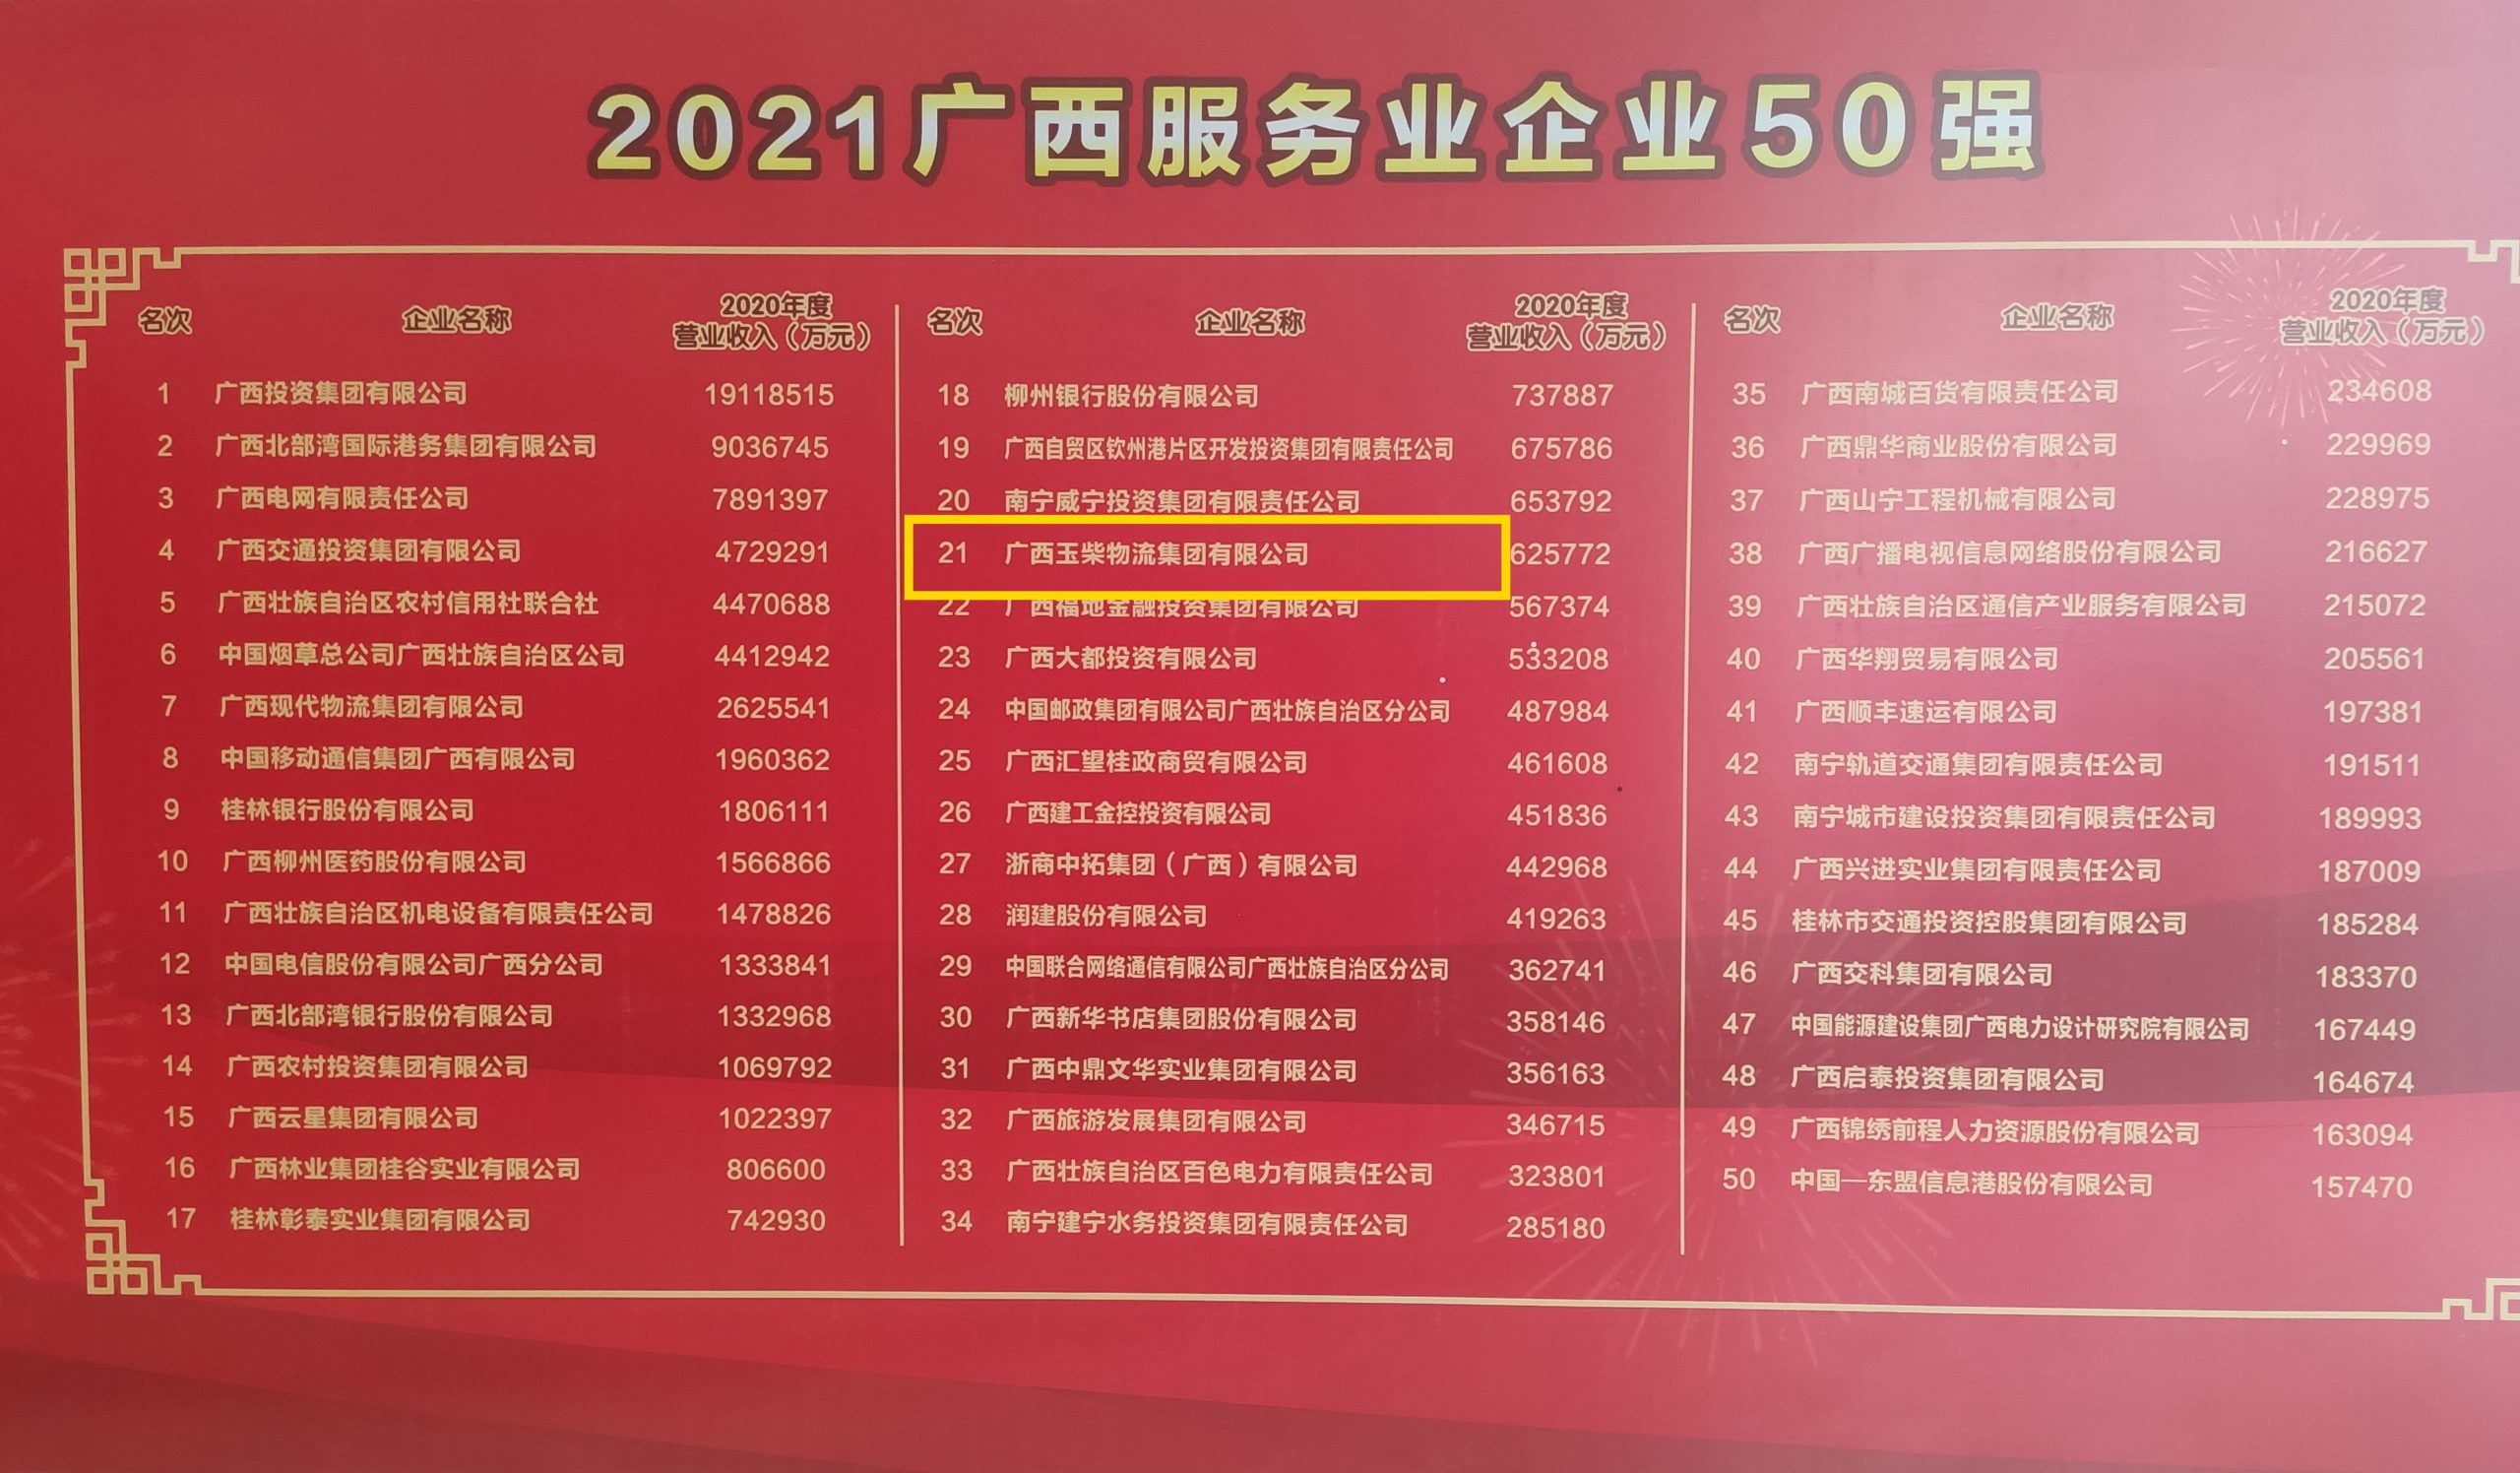 2021广西服务业企业50强
名次 企业名称 2020年度营业收入（万元）
1 广西投资集团有限公司 19118515
2 广西北部湾国际港务集团有限公司 9036745
3 广西电网有限责任公司 7891397
4 广西交通投资集团有限公司 4729291
5 广西壮族自治区农村信用社联合社 4470688
6 中国烟草总公司广西壮族自治区公司 4412942
7 广西现代物流集团有限公司 2625541
8 中国移动通信集团广西有限公司 1960362
9 桂林银行股份有限公司 1806111
10 广西柳州医药股份有限公司 1566866
11 广西壮族自治区机电设备有限责任公司 1478826
12 中国电信股份有限公司广西分公司 1333841
13 广西北部湾银行股份有限公司 1332968
14 广西农村投资集团有限公司 1069792
15 广西云星集团有限公司 1022397
16 广西林业集团桂谷实业有限公司 806600
17 桂林彰泰实业集团有限公司 742930
名次 企业名称 2020年度营业收入（万元）
18 柳州银行股份有限公司 737887
19 广西自贸区钦州港片区开发投资集团有限责任公司 675786
20 南宁威宁投资集团有限责任公司 653792
21 广西玉柴物流集团有限公司 625772
22 广西福地金融投资集团有限公司 567374
23 广西大都投资有限公司 533208
24 中国邮政集团有限公司广西壮族自治区分公司 487984
25 广西汇望桂政商贸有限公司 461608
26 广西建工金控投资有限公司 451836
27 浙商中拓集团（广西）有限公司 442968
28 润建股份有限公司 419263
29 中国联合网络通信有限公司广西壮族自治区分公司 362741
30 广西新华书店集团股份有限公司 358146
31 广西中鼎文华实业集团有限公司 356163
32 广西旅游发展集团有限公司 346715
33 广西壮族自治区百色电力有限责任公司 323801
34 南宁建宁水务投资集团有限责任公司 285180
名次 企业名称 2020年度营业收入（万元）
35 广西南城百货有限责任公司 234608
36 广西鼎华商业股份有限公司 229969
37 广西山宁工程机械有限公司 228975
38 广西广播电视信息网络股份有限公司 216627
39 广西壮族自治区通信产业服务有限公司 215072
40 广西华翔贸易有限公司 205561
41 广西顺丰速运有限公司 197381
42 南宁轨道交通集团有限责任公司 191511
43 南宁城市建设投资集团有限责任公司 189993
44 广西兴进实业集团有限责任公司 187009
45 桂林市交通投资控股集团有限公司 185284
46 广西交科集团有限公司 183370
47 中国能源建设集团广西电力设计研究院有限公司 167449
48 广西启泰投资集团有限公司 164674
49 广西锦绣前程人力资源股份有限公司 163094
50 中国—东盟信息港股份有限公司 157470